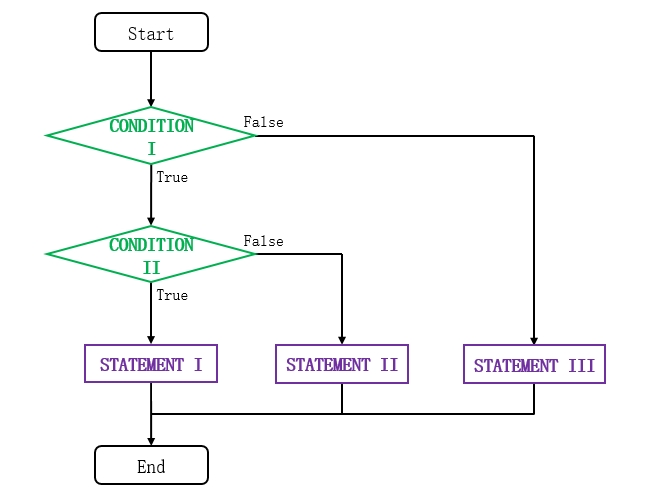 Start
CONDITION
I
False
True
CONDITION
II
False
True
STATEMENT I
STATEMENT II
STATEMENT III
End